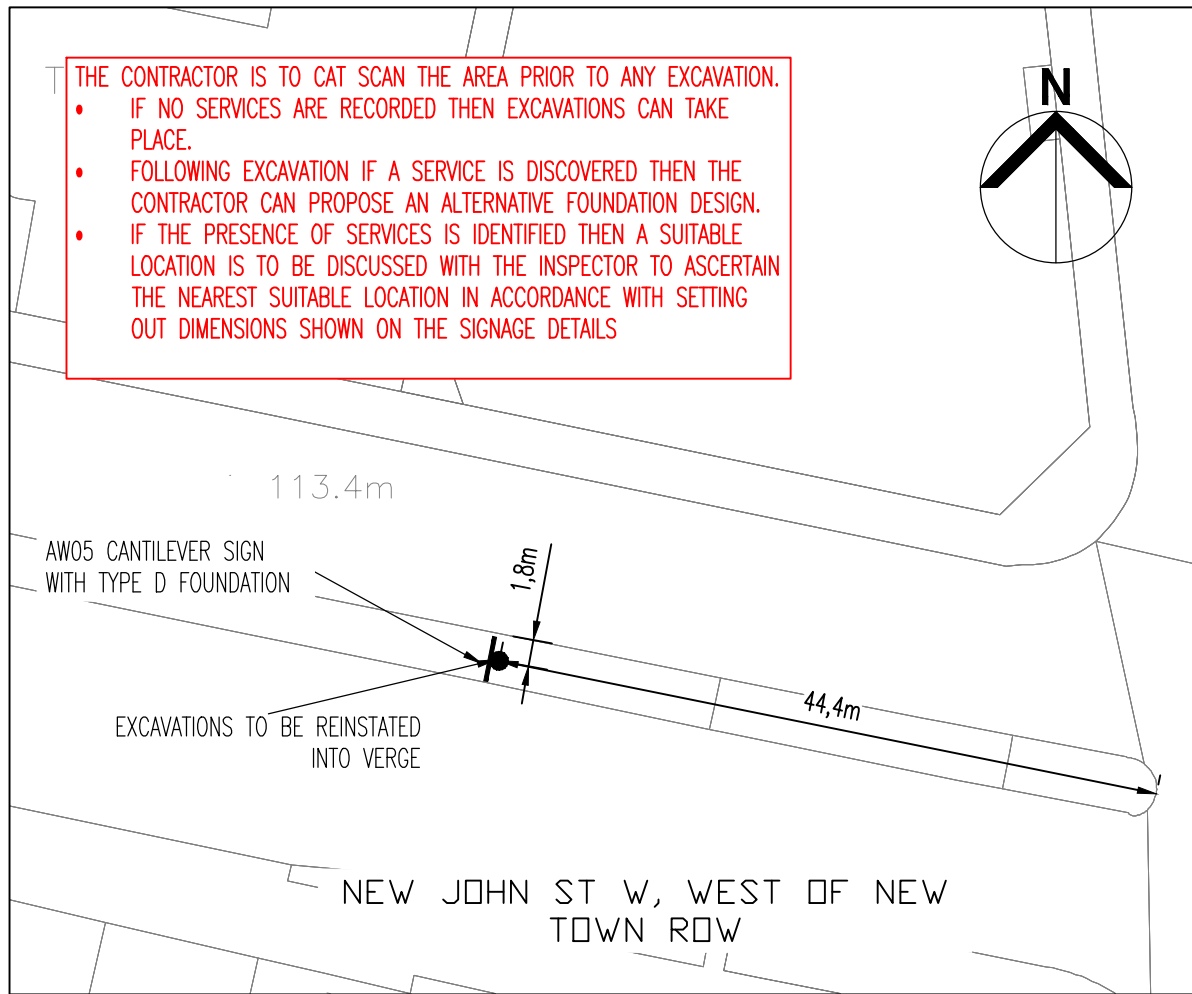 THE CONTRACTOR IS TO CAT SCAN THE AREA PRIOR TO ANY EXCAVATION.
• IF NO SERVICES ARE RECORDED THEN EXCAVATIONS CAN TAKE
PLACE.
• FOLLOWING EXCAVATION IF A SERVICE IS DISCOVERED THEN THE
CONTRACTOR CAN PROPOSE AN ALTERNATIVE FOUNDATION DESIGN.
• IF THE PRESENCE OF SERVICES IS IDENTIFIED THEN A SUITABLE
LOCATION IS TO BE DISCUSSED WITH THE INSPECTOR TO ASCERTAIN
THE NEAREST SUITABLE LOCATION IN ACCORDANCE WITH SETTING
OUT DIMENSIONS SHOWN ON THE SIGNAGE DETAILS
N
113.4m
AW05 CANTILEVER SIGN
WITH TYPE D FOUNDATION
1,8m
44,4m
EXCAVATIONS TO BE REINSTATED
INTO VERGE
NEW JOHN ST W, WEST OF NEW
TOWN ROW